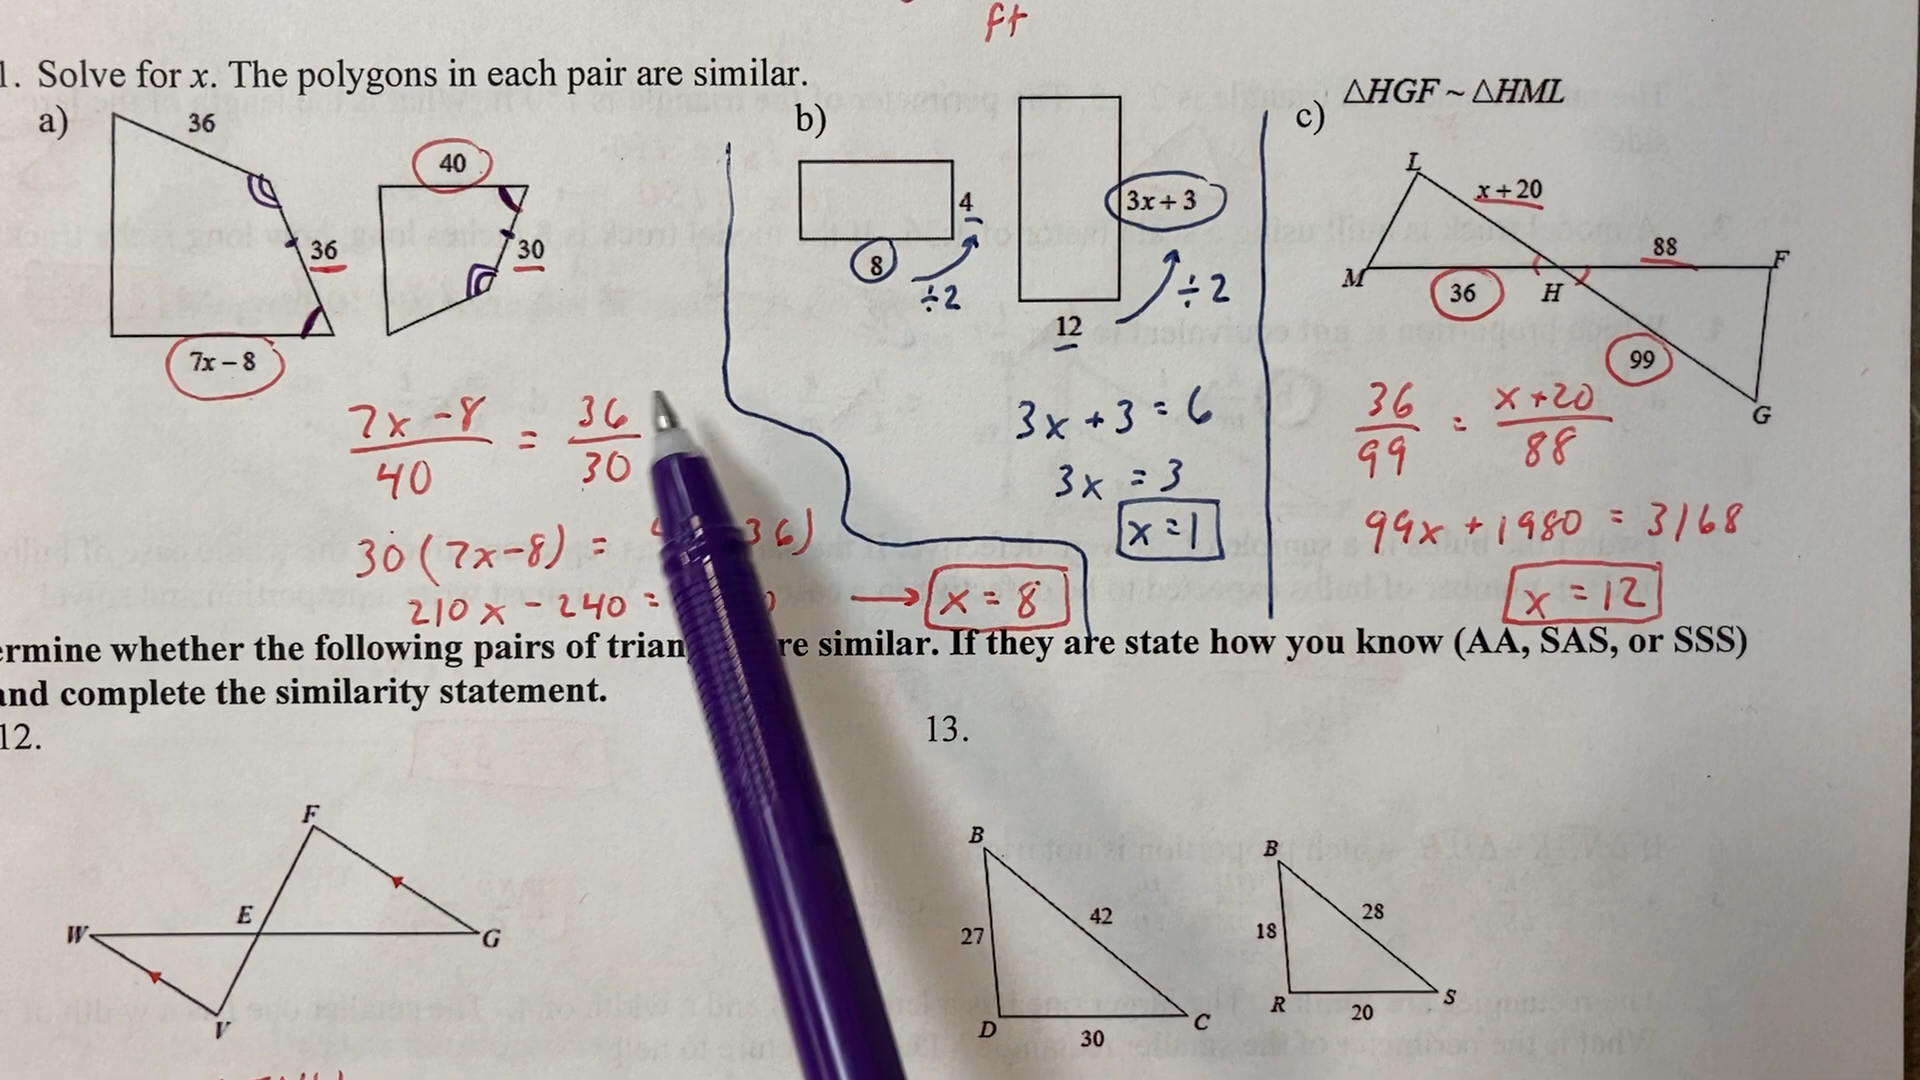 ft
1. Solve for x. The polygons in each pair are similar.
a)
36
36
7x – 8
40
30
7x - 8 / 40 = 36 / 30
30(7x-8) = 36)
210x - 240 =
→ x = 8
b)
4
8
÷2
3x + 3
÷2
12
3x + 3 = 6
3x = 3
x = 1
c) △HGF ~ △HML
L
x + 20
88
F
M
36
H
99
G
36 / 99 = x+20 / 88
99x + 1980 = 3168
x = 12
ermine whether the following pairs of trian re similar. If they are state how you know (AA, SAS, or SSS)
and complete the similarity statement.
12.
F
E
W
G
V
13.
B
42
27
D
30
C
B
28
18
R
20
S